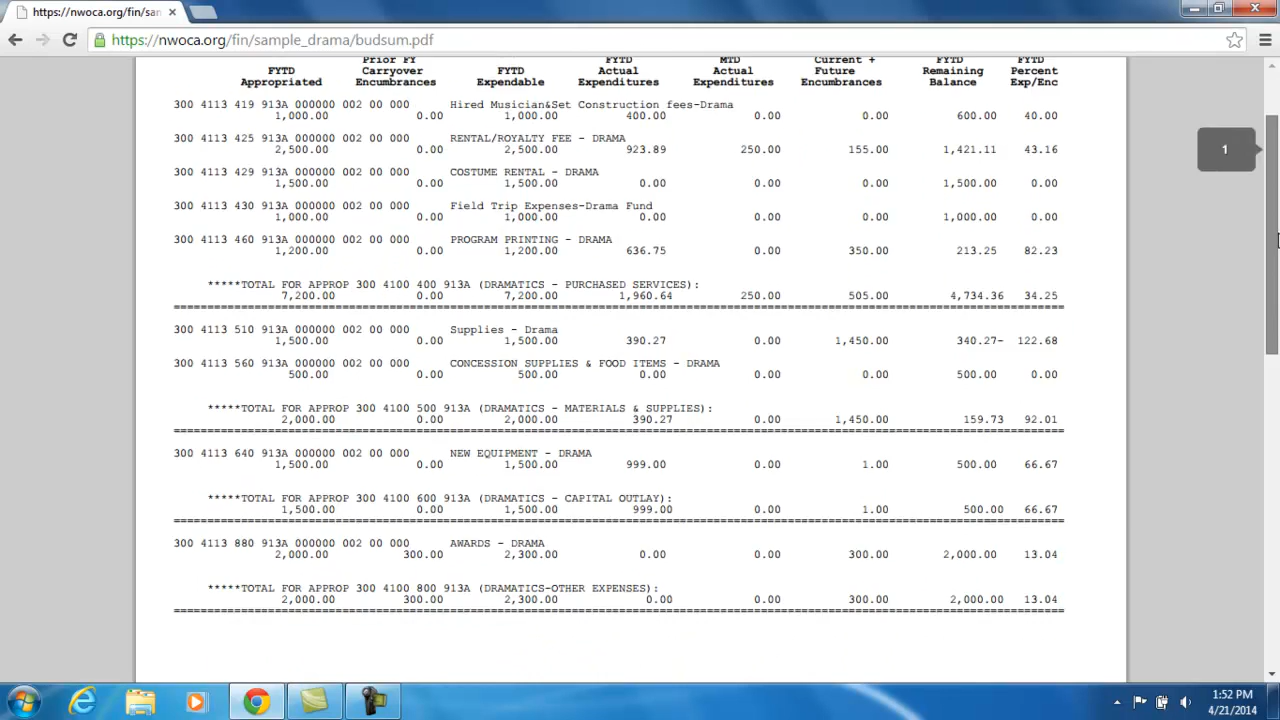 https://nwoca.org/fin/san
https://nwoca.org/fin/sample_drama/budsum.pdf
Prior FY FYTD MTD Current + FYTD FYTD
FYTD Carryover FYTD Actual Actual Future Remaining Percent
Appropriated Encumbrances Expendable Expenditures Expenditures Encumbrances Balance Exp/Enc
300 4113 419 913A 000000 002 00 000 Hired Musician&Set Construction fees-Drama
1,000.00 0.00 1,000.00 400.00 0.00 0.00 600.00 40.00
300 4113 425 913A 000000 002 00 000 RENTAL/ROYALTY FEE - DRAMA
2,500.00 0.00 2,500.00 923.89 250.00 155.00 1,421.11 43.16
300 4113 429 913A 000000 002 00 000 COSTUME RENTAL - DRAMA
1,500.00 0.00 1,500.00 0.00 0.00 0.00 1,500.00 0.00
300 4113 430 913A 000000 002 00 000 Field Trip Expenses-Drama Fund
1,000.00 0.00 1,000.00 0.00 0.00 0.00 1,000.00 0.00
300 4113 460 913A 000000 002 00 000 PROGRAM PRINTING - DRAMA
1,200.00 0.00 1,200.00 636.75 0.00 350.00 213.25 82.23
*****TOTAL FOR APPROP 300 4100 400 913A (DRAMATICS - PURCHASED SERVICES):
7,200.00 0.00 7,200.00 1,960.64 250.00 505.00 4,734.36 34.25
300 4113 510 913A 000000 002 00 000 Supplies - Drama
1,500.00 0.00 1,500.00 390.27 0.00 1,450.00 340.27- 122.68
300 4113 560 913A 000000 002 00 000 CONCESSION SUPPLIES & FOOD ITEMS - DRAMA
500.00 0.00 500.00 0.00 0.00 0.00 500.00 0.00
*****TOTAL FOR APPROP 300 4100 500 913A (DRAMATICS - MATERIALS & SUPPLIES):
2,000.00 0.00 2,000.00 390.27 0.00 1,450.00 159.73 92.01
300 4113 640 913A 000000 002 00 000 NEW EQUIPMENT - DRAMA
1,500.00 0.00 1,500.00 999.00 0.00 1.00 500.00 66.67
*****TOTAL FOR APPROP 300 4100 600 913A (DRAMATICS - CAPITAL OUTLAY):
1,500.00 0.00 1,500.00 999.00 0.00 1.00 500.00 66.67
300 4113 880 913A 000000 002 00 000 AWARDS - DRAMA
2,000.00 300.00 2,300.00 0.00 0.00 300.00 2,000.00 13.04
*****TOTAL FOR APPROP 300 4100 800 913A (DRAMATICS-OTHER EXPENSES):
2,000.00 300.00 2,300.00 0.00 0.00 300.00 2,000.00 13.04
1
1:52 PM
4/21/2014